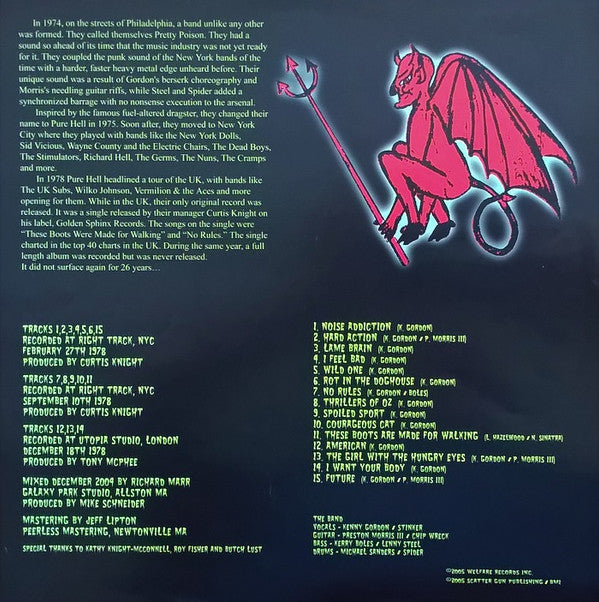 In 1974, on the streets of Philadelphia, a band unlike any other
was formed. They called themselves Pretty Poison. They had a
sound so ahead of its time that the music industry was not yet ready
for it. They coupled the punk sound of the New York bands of the
time with a harder, faster heavy metal edge unheard before. Their
unique sound was a result of Gordon's berserk choreography and
Morris's needling guitar riffs, while Steel and Spider added a
synchronized barrage with no nonsense execution to the arsenal.
Inspired by the famous fuel-altered dragster, they changed their
name to Pure Hell in 1975. Soon after, they moved to New York
City where they played with bands like the New York Dolls,
Sid Vicious, Wayne County and the Electric Chairs, The Dead Boys,
The Stimulators, Richard Hell, The Germs, The Nuns, The Cramps
and more.
In 1978 Pure Hell headlined a tour of the UK, with bands like
The UK Subs, Wilko Johnson, Vermilion & the Aces and more
opening for them. While in the UK, their only original record was
released. It was a single released by their manager Curtis Knight on
his label, Golden Sphinx Records. The songs on the single were
"These Boots Were Made for Walking" and "No Rules." The single
charted in the top 40 charts in the UK. During the same year, a full
length album was recorded but was never released.
It did not surface again for 26 years…
TRACKS 1,2,3,4,5,6,15
RECORDED AT RIGHT TRACK, NYC
FEBRUARY 27TH 1978
PRODUCED BY CURTIS KNIGHT
TRACKS 7,8,9,10,11
RECORDED AT RIGHT TRACK, NYC
SEPTEMBER 10TH 1978
PRODUCED BY CURTIS KNIGHT
TRACKS 12,13,14
RECORDED AT UTOPIA STUDIO, LONDON
DECEMBER 18TH 1978
PRODUCED BY TONY MCPHEE
MIXED DECEMBER 2004 BY RICHARD MARR
GALAXY PARK STUDIO, ALLSTON MA
PRODUCED BY MIKE SCHNEIDER
MASTERING BY JEFF LIPTON
PEERLESS MASTERING, NEWTONVILLE MA
SPECIAL THANKS TO KATHY KNIGHT-MCCONNELL, ROY FISHER AND BUTCH LUST
1. NOISE ADDICTION (K. GORDON)
2. HARD ACTION (K. GORDON / P. MORRIS III)
3. LAME BRAIN (K. GORDON)
4. I FEEL BAD (K. GORDON)
5. WILD ONE (K. GORDON)
6. ROT IN THE DOGHOUSE (K. GORDON)
7. NO RULES (K. GORDON / BOLES)
8. THRILLERS OF OZ (K. GORDON)
9. SPOILED SPORT (K. GORDON)
10. COURAGEOUS CAT (K. GORDON)
11. THESE BOOTS ARE MADE FOR WALKING (L. HAZELWOOD / N. SINATRA)
12. AMERICAN (K. GORDON)
13. THE GIRL WITH THE HUNGRY EYES (K. GORDON / P. MORRIS III)
14. I WANT YOUR BODY (K. GORDON)
15. FUTURE (K. GORDON / P. MORRIS III)
THE BAND
VOCALS - KENNY GORDON / STINKER
GUITAR - PRESTON MORRIS III / CHIP WRECK
BASS - KERRY BOLES / LENNY STEEL
DRUMS - MICHAEL SANDERS / SPIDER
©2005 WELFARE RECORDS INC.
©2005 SCATTER GUN PUBLISHING / BMI